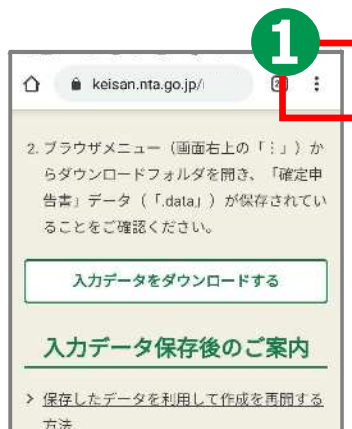 1
keisan.nta.go.jp/
2. ブラウザメニュー（画面右上の「⋮」）か
らダウンロードフォルダを開き、「確定申
告書」データ（「.data」）が保存されてい
ることをご確認ください。
入力データをダウンロードする
入力データ保存後のご案内
> 保存したデータを利用して作成を再開する
方法